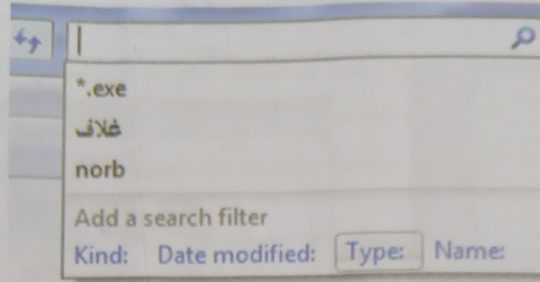 *.exe
غلاف
norb
Add a search filter
Kind: Date modified: Type: Name: